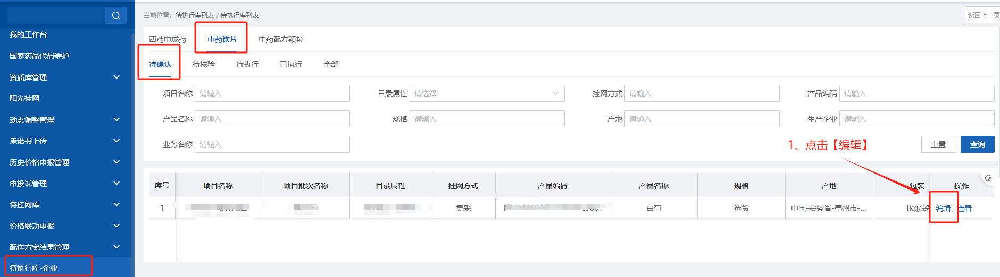 当前位置：待执行库列表 / 待执行库列表
返回上一页
我的工作台
国家药品代码维护
资质库管理
阳光挂网
动态调整管理
承诺书上传
历史价格申报管理
申投诉管理
待挂网库
价格联动申报
配送方案结果管理
待执行库-企业
西药中成药 中药饮片 中药配方颗粒
待确认 待核验 待执行 已执行 全部
项目名称 请输入 目录属性 请选择 挂网方式 请输入 产品编码 请输入
产品名称 请输入 规格 请输入 产地 请输入 生产企业 请输入
业务名称 请输入
1、点击【编辑】
重置 查询
序号 项目名称 项目批次名称 目录属性 挂网方式 产品编码 产品名称 规格 产地 包装 操作
1 集采 白芍 选货 中国-安徽省-亳州市-... 1kg/袋 编辑 查看